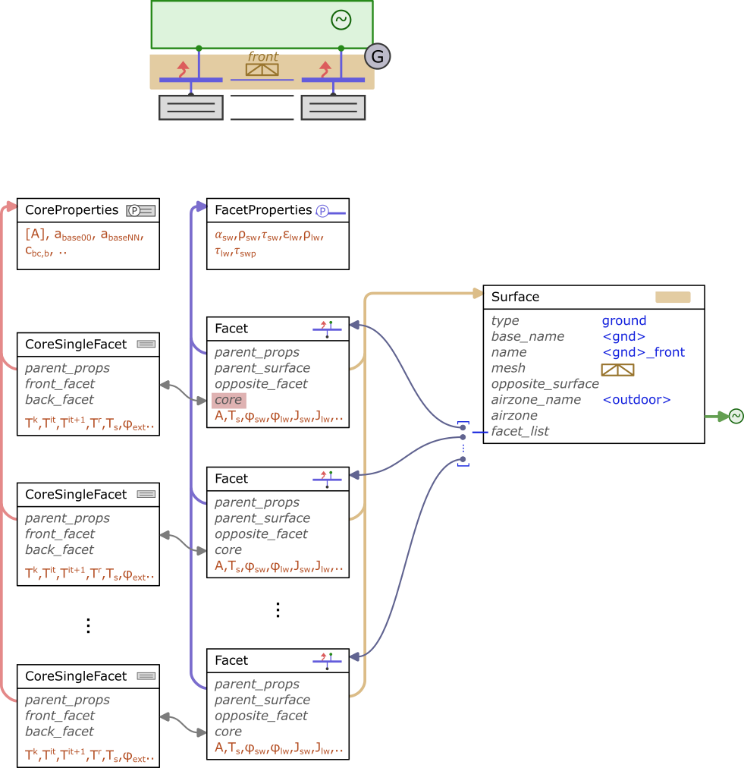 front
G
CoreProperties P
[A], a_base00, a_baseNN,
c_bc,b, ..
FacetProperties P
α_sw,ρ_sw,τ_sw,ε_lw,ρ_lw,
τ_lw,τ_swp
CoreSingleFacet
parent_props
front_facet
back_facet
T^k,T^it,T^it+1,T^r,T_s,φ_ext..
Facet
parent_props
parent_surface
opposite_facet
core
A,T_s,φ_sw,φ_lw,J_sw,J_lw,..
Surface
type ground
base_name <gnd>
name <gnd>_front
mesh
opposite_surface
airzone_name <outdoor>
airzone
facet_list
[
⋮
]
CoreSingleFacet
parent_props
front_facet
back_facet
T^k,T^it,T^it+1,T^r,T_s,φ_ext..
Facet
parent_props
parent_surface
opposite_facet
core
A,T_s,φ_sw,φ_lw,J_sw,J_lw,..
⋮
⋮
CoreSingleFacet
parent_props
front_facet
back_facet
T^k,T^it,T^it+1,T^r,T_s,φ_ext..
Facet
parent_props
parent_surface
opposite_facet
core
A,T_s,φ_sw,φ_lw,J_sw,J_lw,..